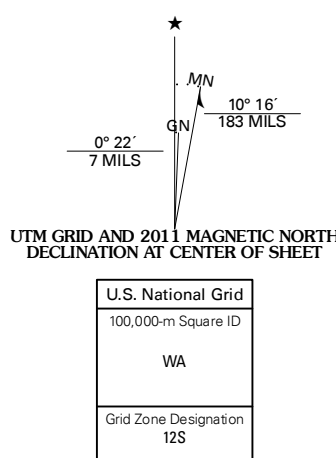 ★
MN
GN
10° 16´
183 MILS
0° 22´
7 MILS
UTM GRID AND 2011 MAGNETIC NORTH
DECLINATION AT CENTER OF SHEET
U.S. National Grid
100,000-m Square ID
WA
Grid Zone Designation
12S